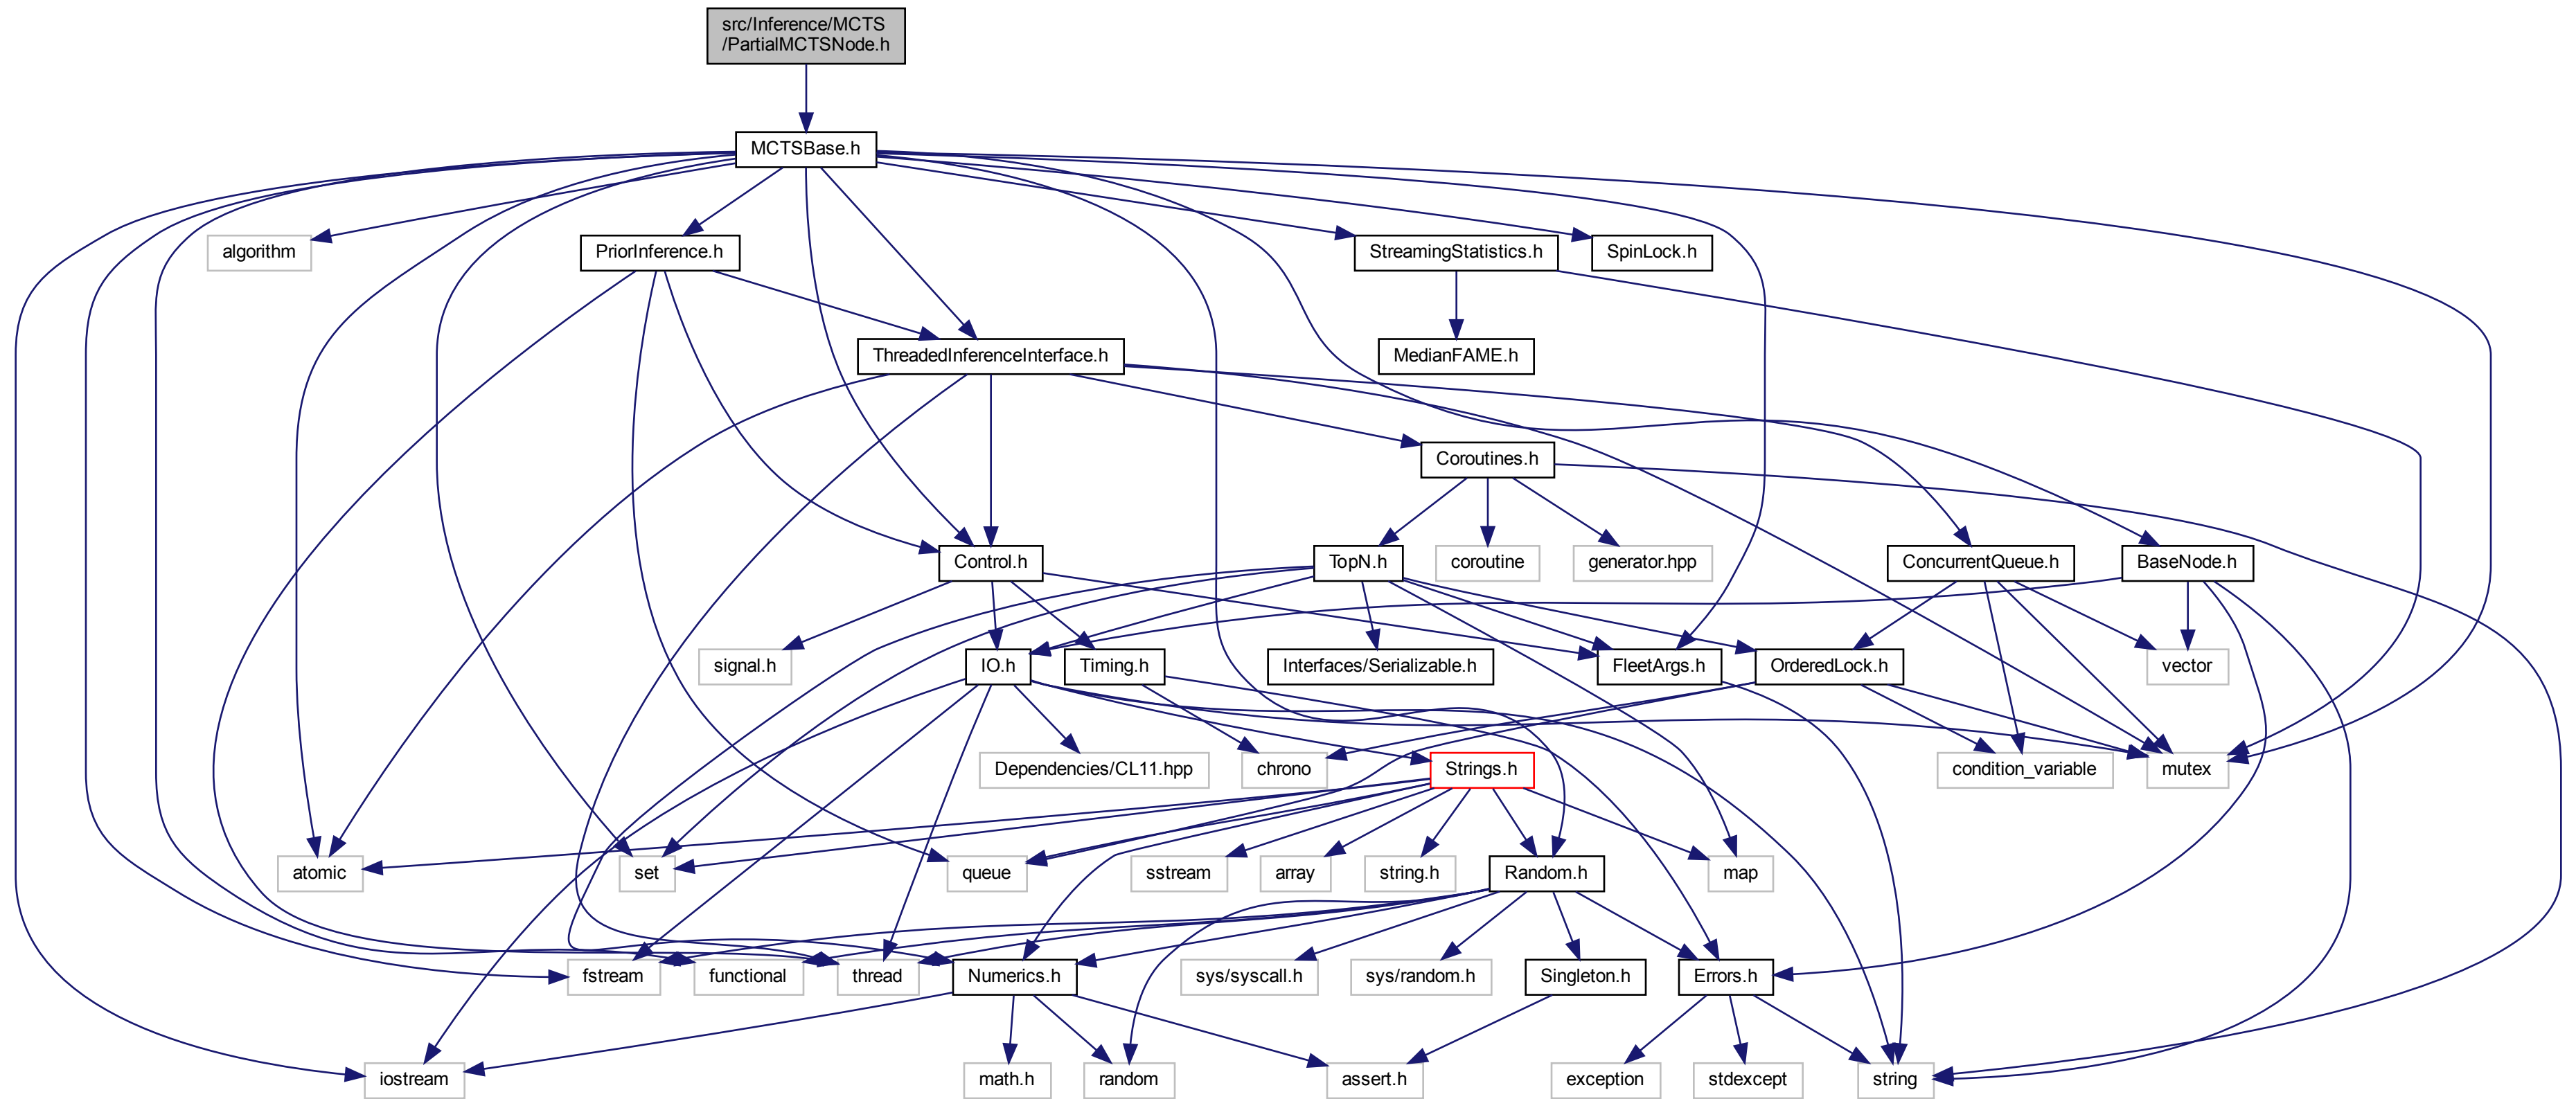 src/Inference/MCTS
/PartialMCTSNode.h
MCTSBase.h
algorithm
PriorInference.h
StreamingStatistics.h
SpinLock.h
ThreadedInferenceInterface.h
MedianFAME.h
Coroutines.h
Control.h
TopN.h
coroutine
generator.hpp
ConcurrentQueue.h
BaseNode.h
signal.h
IO.h
Timing.h
Interfaces/Serializable.h
FleetArgs.h
OrderedLock.h
vector
Dependencies/CL11.hpp
chrono
Strings.h
condition_variable
mutex
atomic
set
queue
sstream
array
string.h
Random.h
map
fstream
functional
thread
Numerics.h
sys/syscall.h
sys/random.h
Singleton.h
Errors.h
iostream
math.h
random
assert.h
exception
stdexcept
string